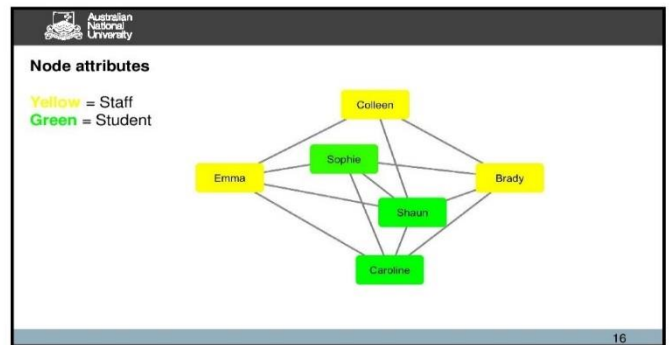 Australian
National
University
Node attributes
Yellow = Staff
Green = Student
Colleen
Sophie
Emma
Brady
Shaun
Caroline
16